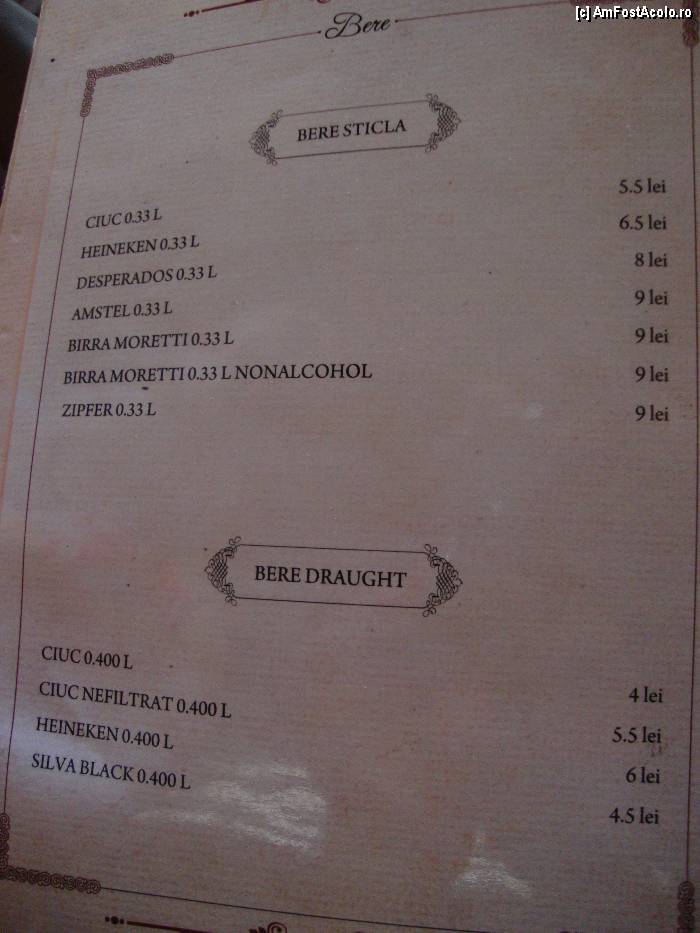 [c] AmFostAcolo.ro
Bere
BERE STICLA
CIUC 0.33 L 5.5 lei
HEINEKEN 0.33 L 6.5 lei
DESPERADOS 0.33 L 8 lei
AMSTEL 0.33 L 9 lei
BIRRA MORETTI 0.33 L 9 lei
BIRRA MORETTI 0.33 L NONALCOHOL 9 lei
ZIPFER 0.33 L 9 lei
BERE DRAUGHT
CIUC 0.400 L 4 lei
CIUC NEFILTRAT 0.400 L 5.5 lei
HEINEKEN 0.400 L 6 lei
SILVA BLACK 0.400 L 4.5 lei